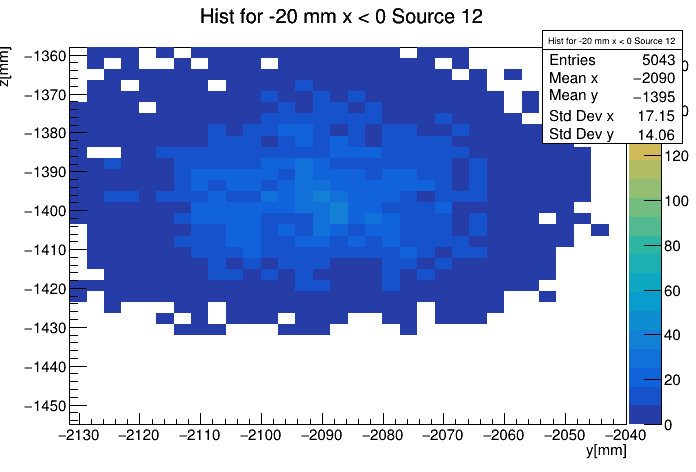 Hist for -20 mm x < 0 Source 12
z[mm]
Hist for -20 mm x < 0 Source 12
Entries 5043
Mean x −2090
Mean y −1395
Std Dev x 17.15
Std Dev y 14.06
−1360
−1370
−1380
−1390
−1400
−1410
−1420
−1430
−1440
−1450
120
100
80
60
40
20
0
−2130 −2120 −2110 −2100 −2090 −2080 −2070 −2060 −2050 −2040
y[mm]